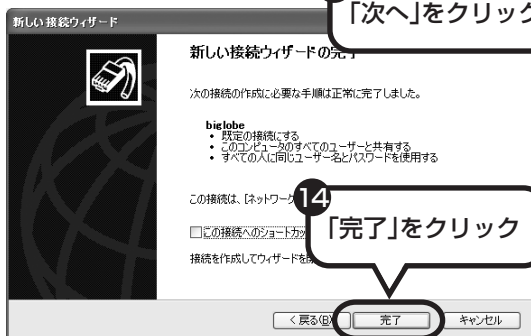 「次へ」をクリック
新しい接続ウィザード
新しい接続ウィザードの完了
次の接続の作成に必要な手順は正常に完了しました。
biglobe
• 既定の接続にする
• このコンピュータのすべてのユーザーと共有する
• すべての人に同じユーザー名とパスワードを使用する
この接続は、[ネットワーク
14
「完了」をクリック
この接続へのショートカッ
接続を作成してウィザードを
< 戻る(B)
完了
キャンセル